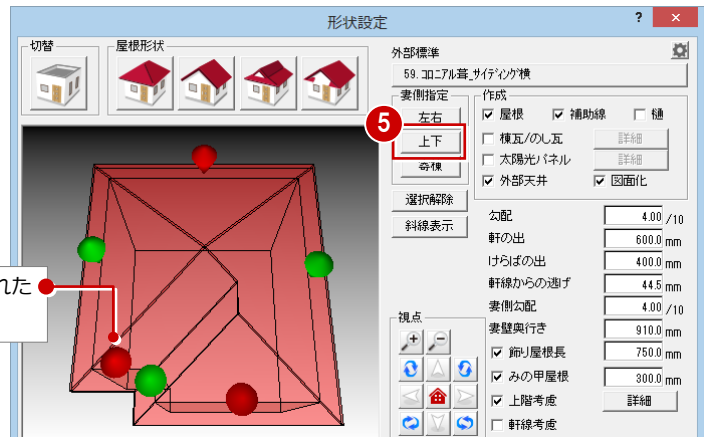 形状設定
? ×
切替
屋根形状
外部標準
59.コロニアル葺_サイディング横
妻側指定
左右
5
上下
寄棟
選択解除
斜線表示
作成
屋根 補助線 樋
棟瓦/のし瓦 詳細
太陽光パネル 詳細
外部天井 図面化
勾配 4.00 /10
軒の出 600.0 mm
けらばの出 400.0 mm
軒線からの逃げ 44.5 mm
妻側勾配 4.00 /10
妻壁奥行き 910.0 mm
飾り屋根長 750.0 mm
みの甲屋根 300.0 mm
上階考慮 詳細
軒線考慮
視点
れた